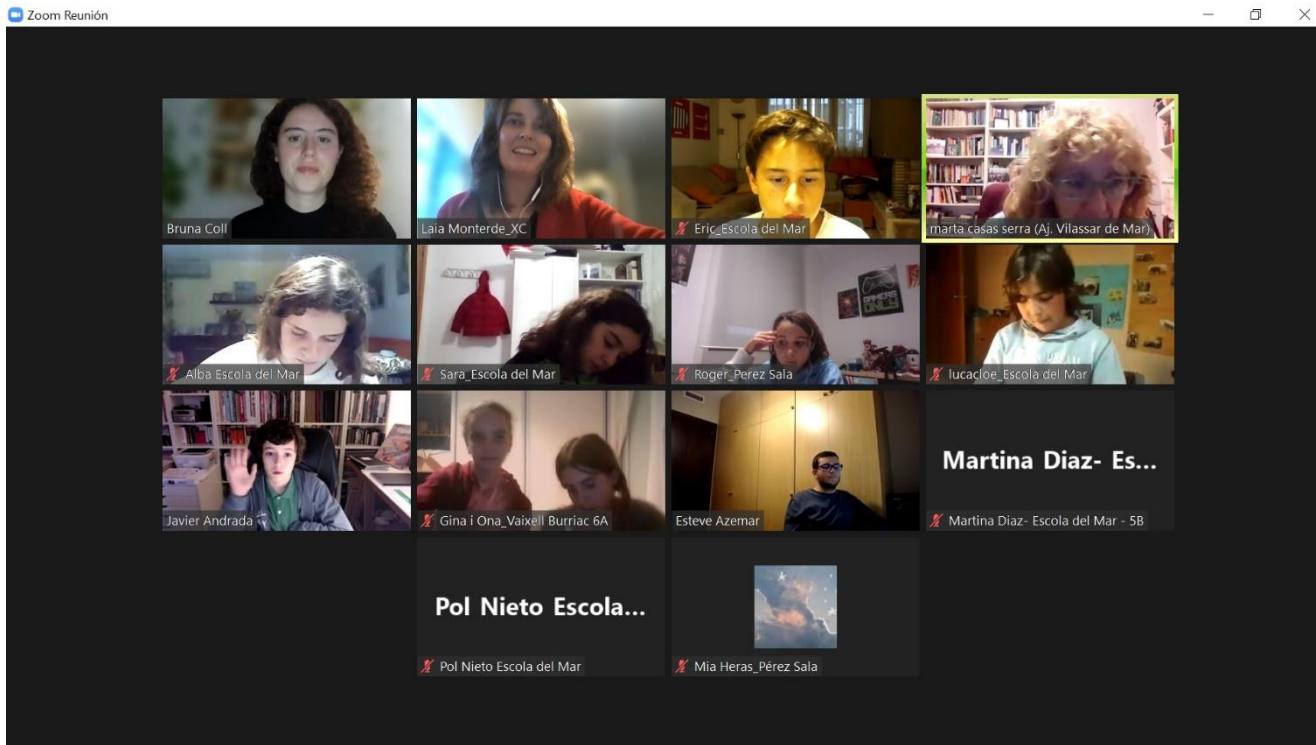 Zoom Reunión
Bruna Coll
Laia Monterde_XC
Eric_Escola del Mar
marta casas serra (Aj. Vilassar de Mar)
Alba Escola del Mar
Sara_Escola del Mar
GAMERS
ONLY
Roger_Perez Sala
lucacloe_Escola del Mar
Javier Andrada
Gina i Ona_Vaixell Burriac 6A
Esteve Azemar
Martina Diaz- Es...
Martina Diaz- Escola del Mar - 5B
Pol Nieto Escola...
Pol Nieto Escola del Mar
Mia Heras_Pérez Sala